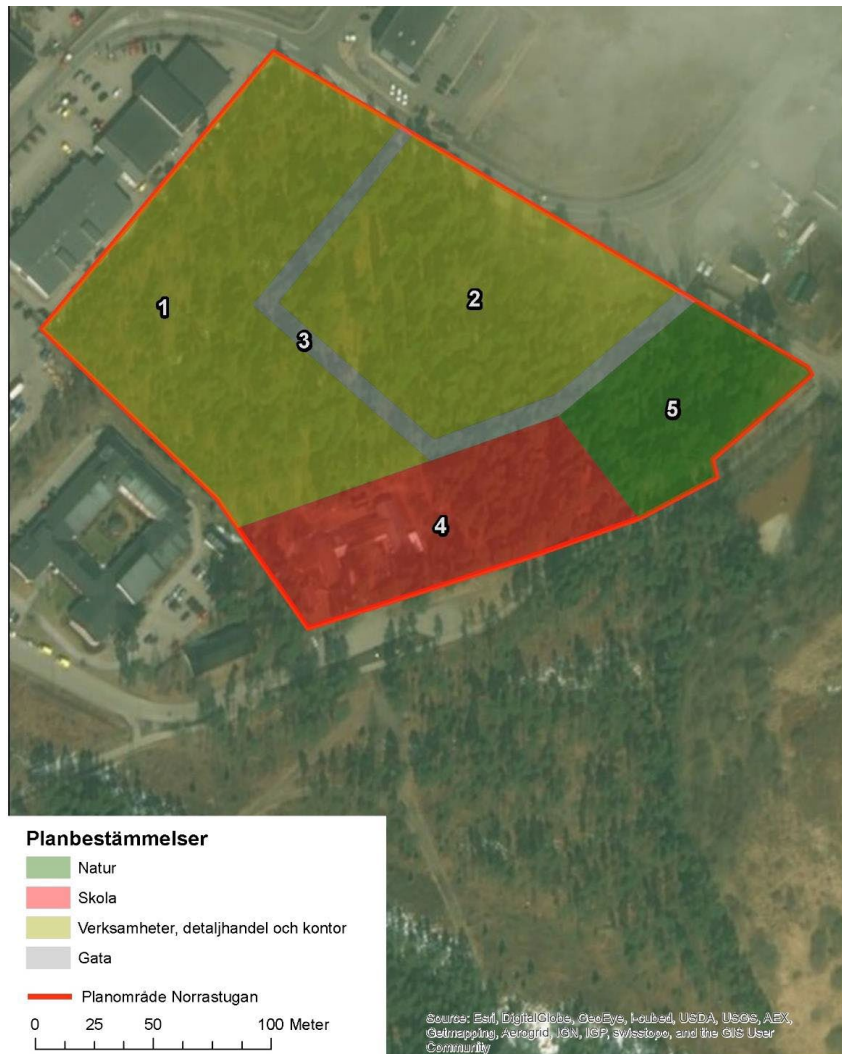 1
2
3
5
4
Planbestämmelser
Natur
Skola
Verksamheter, detaljhandel och kontor
Gata
Planområde Norrastugan
0 25 50 100 Meter
Source: Esri, DigitalGlobe, GeoEye, i-cubed, USDA, USGS, AEX,
Getmapping, Aerogrid, IGN, IGP, swisstopo, and the GIS User
Community